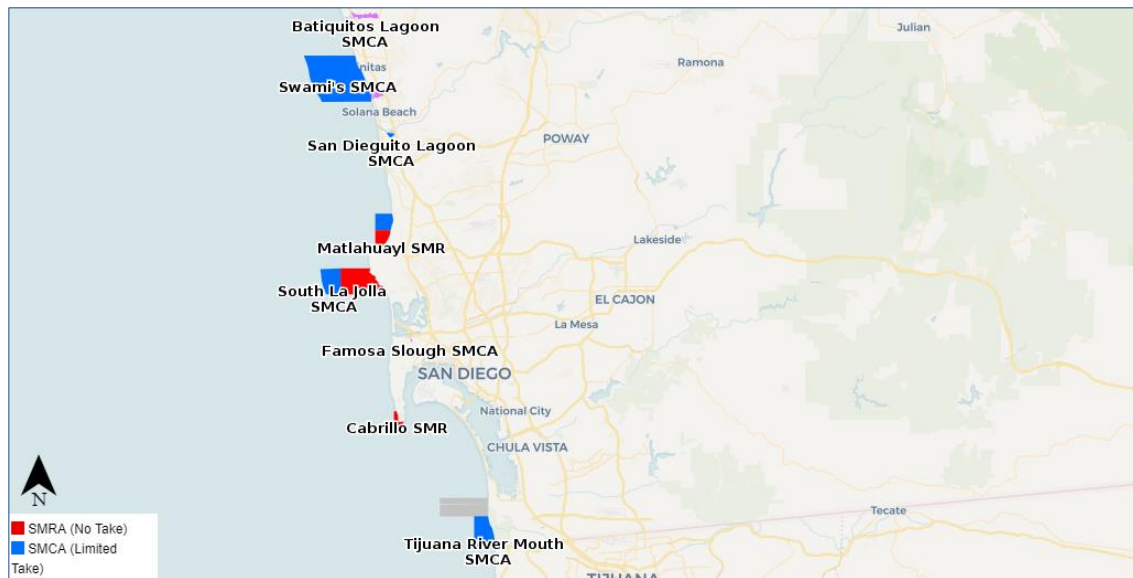 Batiquitos Lagoon
SMCA
Julian
Ramona
nitas
Swami's SMCA
Solana Beach
POWAY
San Dieguito Lagoon
SMCA
Lakeside
Matlahuayl SMR
South La Jolla
SMCA
EL CAJON
La Mesa
Famosa Slough SMCA
SAN DIEGO
National City
Cabrillo SMR
CHULA VISTA
N
Tecate
SMRA (No Take)
SMCA (Limited
Take)
Tijuana River Mouth
SMCA
TIJUANA